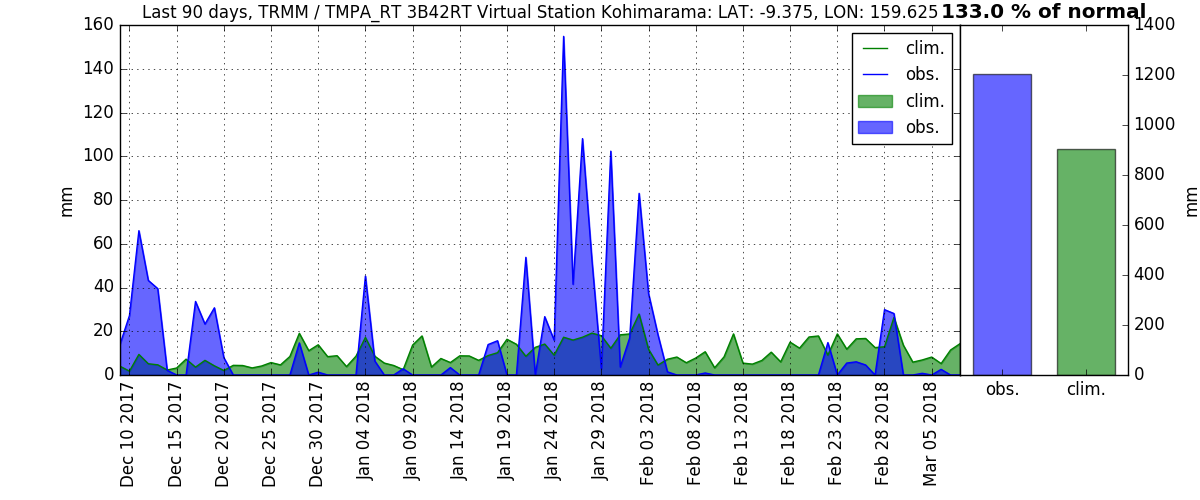 Last 90 days, TRMM / TMPA_RT 3B42RT Virtual Station Kohimarama: LAT: -9.375, LON: 159.625
133.0 % of normal
160
140
120
100
80
60
40
20
0
mm
clim.
obs.
clim.
obs.
1400
1200
1000
800
600
400
200
0
mm
Dec 10 2017
Dec 15 2017
Dec 20 2017
Dec 25 2017
Dec 30 2017
Jan 04 2018
Jan 09 2018
Jan 14 2018
Jan 19 2018
Jan 24 2018
Jan 29 2018
Feb 03 2018
Feb 08 2018
Feb 13 2018
Feb 18 2018
Feb 23 2018
Feb 28 2018
Mar 05 2018
obs.
clim.